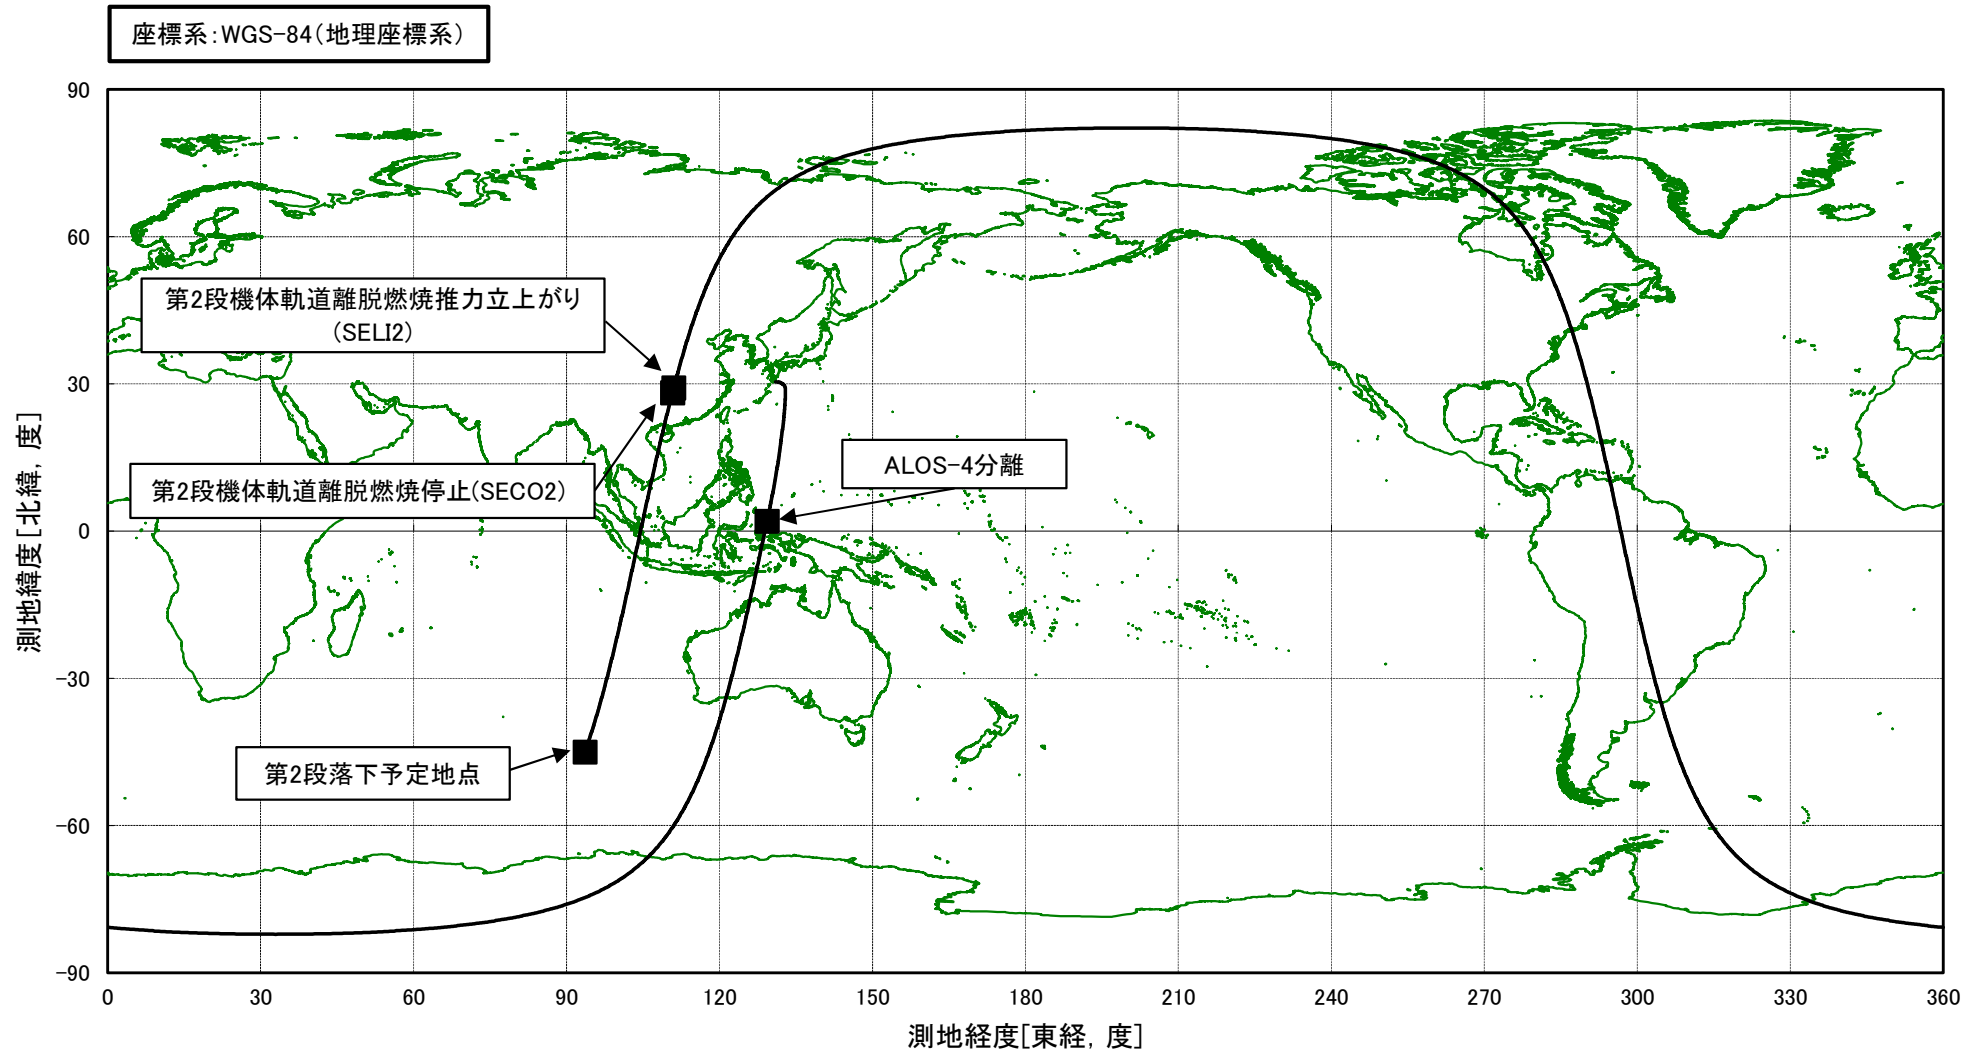 座標系:WGS-84(地理座標系)
90
60
30
0
-30
-60
-90
測地緯度[北緯, 度]
第2段機体軌道離脱燃焼推力立上がり
(SELI2)
第2段機体軌道離脱燃焼停止(SECO2)
ALOS-4分離
第2段落下予定地点
0 30 60 90 120 150 180 210 240 270 300 330 360
測地経度[東経, 度]